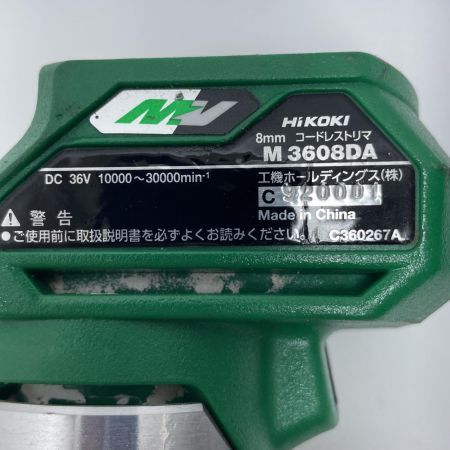 MV
HiKOKI
8mm コードレストリマ
M 3608DA
DC 36V 10000～30000min-1
工機ホールディングス(株)
C 920001
Made in China
⚠ 警告
●ご使用前に取扱説明書を必ずよくお読みください。
C360267A